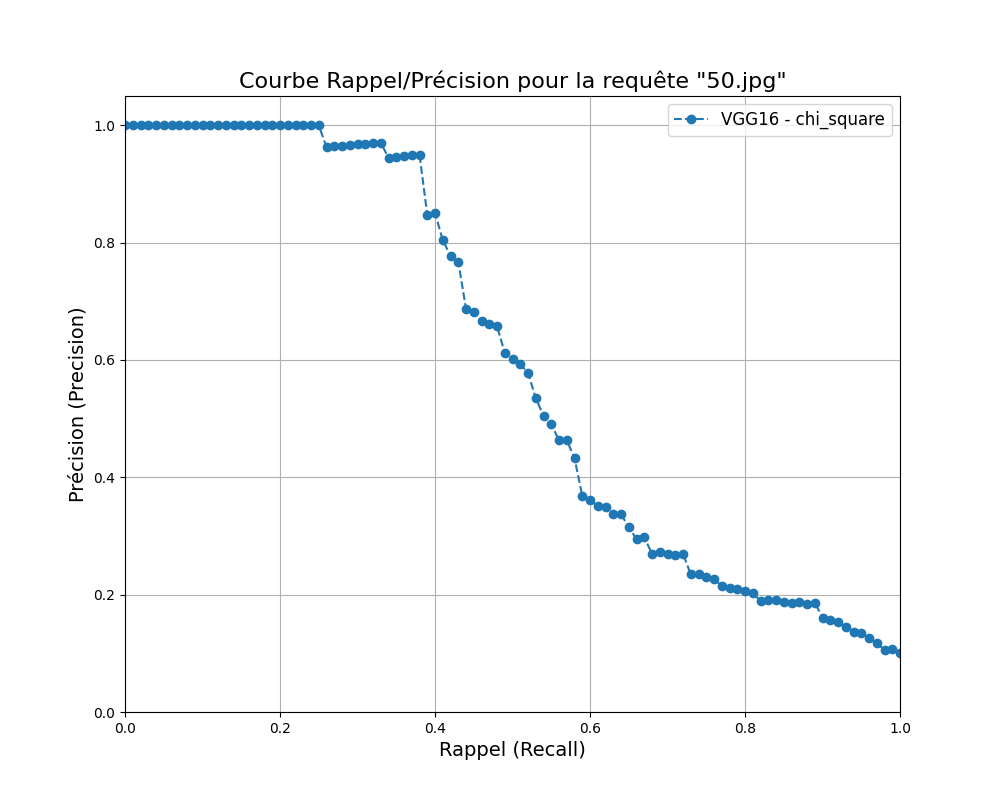 Courbe Rappel/Précision pour la requête "50.jpg"
VGG16 - chi_square
1.0
0.8
0.6
0.4
0.2
0.0
Précision (Precision)
0.0 0.2 0.4 0.6 0.8 1.0
Rappel (Recall)